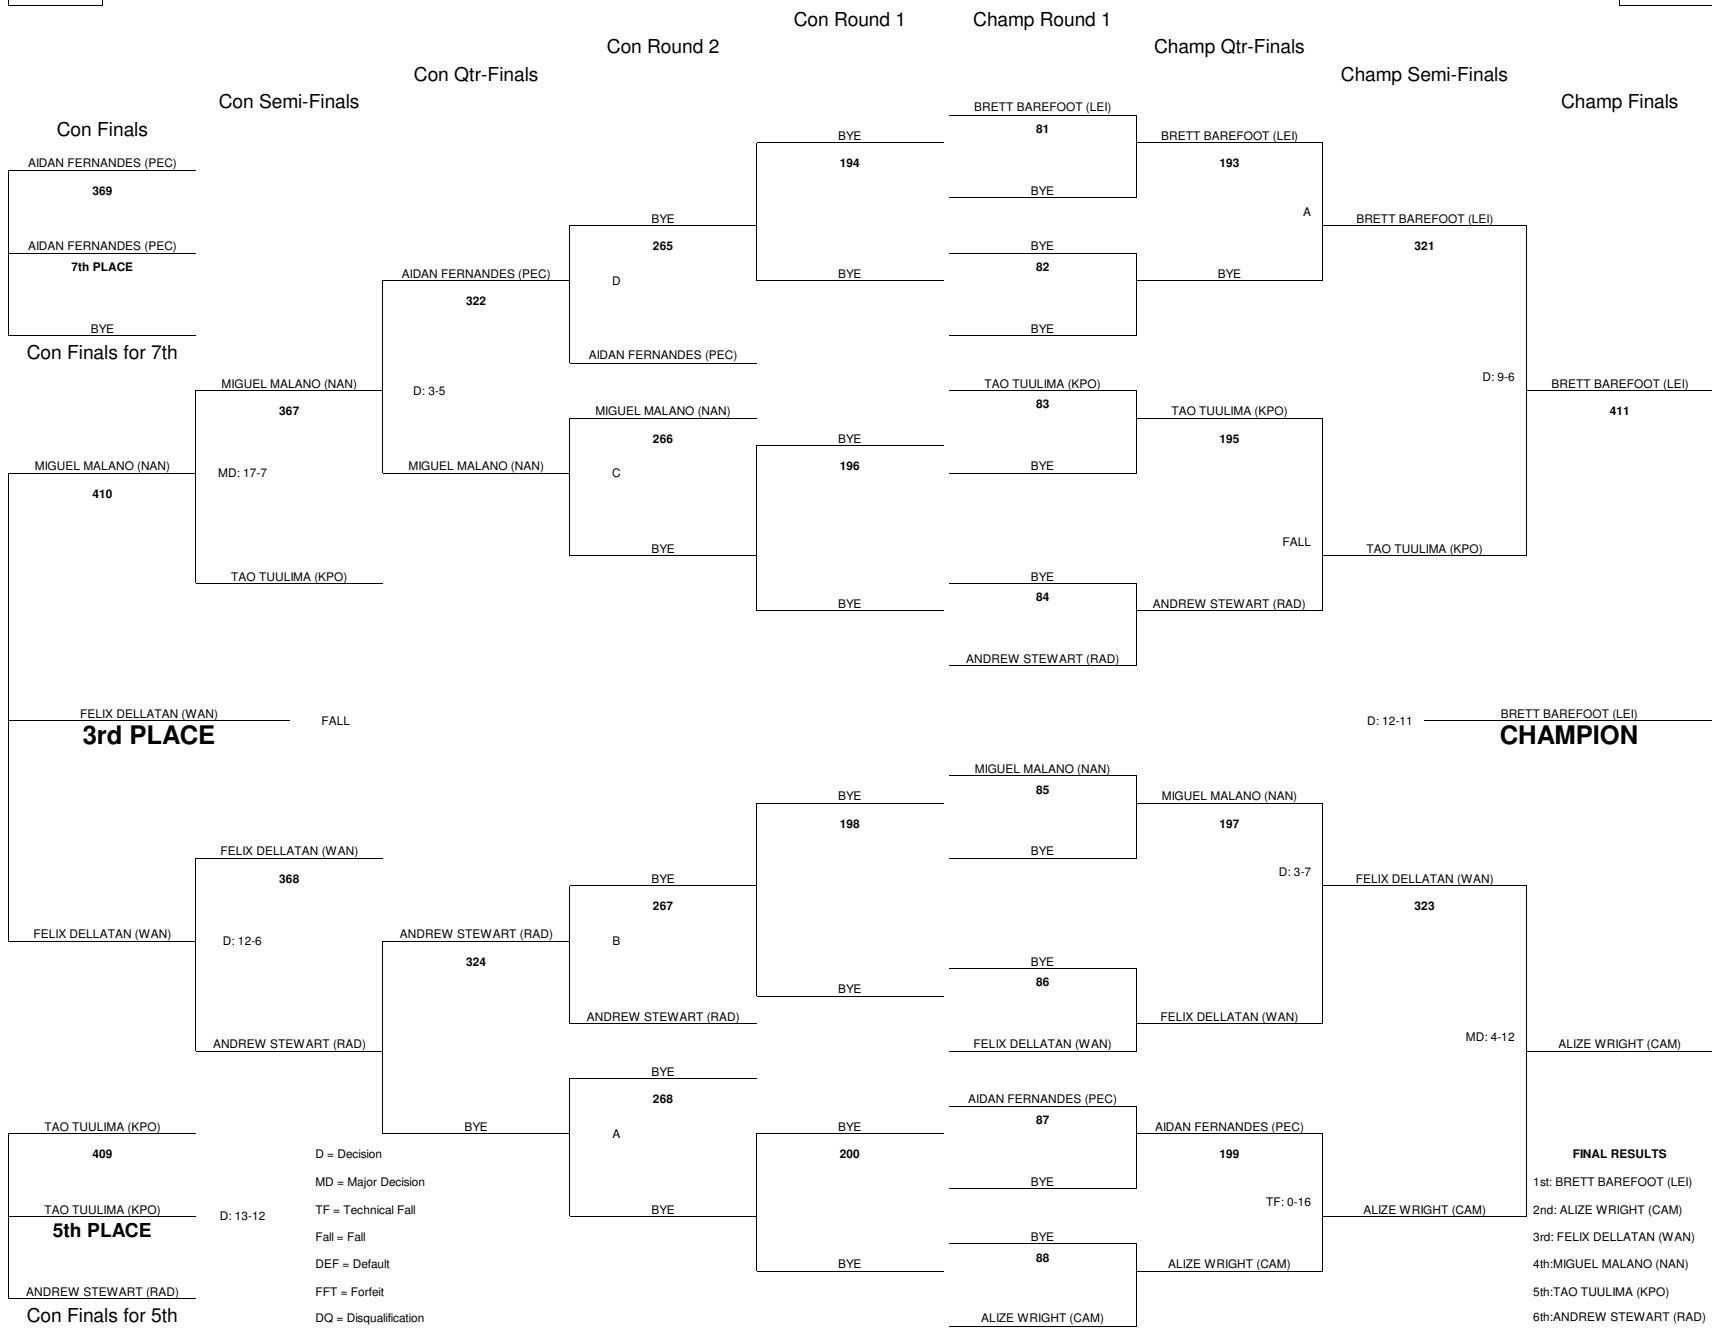 Con Round 1
Champ Round 1
Con Round 2
Champ Qtr-Finals
Con Qtr-Finals
Champ Semi-Finals
Con Semi-Finals
Champ Finals
Con Finals
AIDAN FERNANDES (PEC)
369
AIDAN FERNANDES (PEC)
7th PLACE
BYE
Con Finals for 7th
MIGUEL MALANO (NAN)
410
FELIX DELLATAN (WAN)
3rd PLACE
FALL
FELIX DELLATAN (WAN)
TAO TUULIMA (KPO)
409
TAO TUULIMA (KPO)
5th PLACE
D: 13-12
ANDREW STEWART (RAD)
Con Finals for 5th
MIGUEL MALANO (NAN)
367
MD: 17-7
TAO TUULIMA (KPO)
FELIX DELLATAN (WAN)
368
D: 12-6
ANDREW STEWART (RAD)
D = Decision
MD = Major Decision
TF = Technical Fall
Fall = Fall
DEF = Default
FFT = Forfeit
DQ = Disqualification
AIDAN FERNANDES (PEC)
322
D: 3-5
MIGUEL MALANO (NAN)
ANDREW STEWART (RAD)
324
BYE
BYE
265
D
AIDAN FERNANDES (PEC)
MIGUEL MALANO (NAN)
266
C
BYE
BYE
267
B
ANDREW STEWART (RAD)
BYE
268
A
BYE
BYE
194
BYE
BYE
196
BYE
BYE
198
BYE
BYE
200
BYE
BRETT BAREFOOT (LEI)
81
BYE
BYE
82
BYE
TAO TUULIMA (KPO)
83
BYE
BYE
84
ANDREW STEWART (RAD)
MIGUEL MALANO (NAN)
85
BYE
BYE
86
FELIX DELLATAN (WAN)
AIDAN FERNANDES (PEC)
87
BYE
BYE
88
ALIZE WRIGHT (CAM)
BRETT BAREFOOT (LEI)
193
A
BYE
TAO TUULIMA (KPO)
195
FALL
ANDREW STEWART (RAD)
MIGUEL MALANO (NAN)
197
D: 3-7
FELIX DELLATAN (WAN)
AIDAN FERNANDES (PEC)
199
TF: 0-16
ALIZE WRIGHT (CAM)
BRETT BAREFOOT (LEI)
321
D: 9-6
TAO TUULIMA (KPO)
FELIX DELLATAN (WAN)
323
MD: 4-12
ALIZE WRIGHT (CAM)
BRETT BAREFOOT (LEI)
411
D: 12-11
BRETT BAREFOOT (LEI)
CHAMPION
ALIZE WRIGHT (CAM)
FINAL RESULTS
1st: BRETT BAREFOOT (LEI)
2nd: ALIZE WRIGHT (CAM)
3rd: FELIX DELLATAN (WAN)
4th:MIGUEL MALANO (NAN)
5th:TAO TUULIMA (KPO)
6th:ANDREW STEWART (RAD)